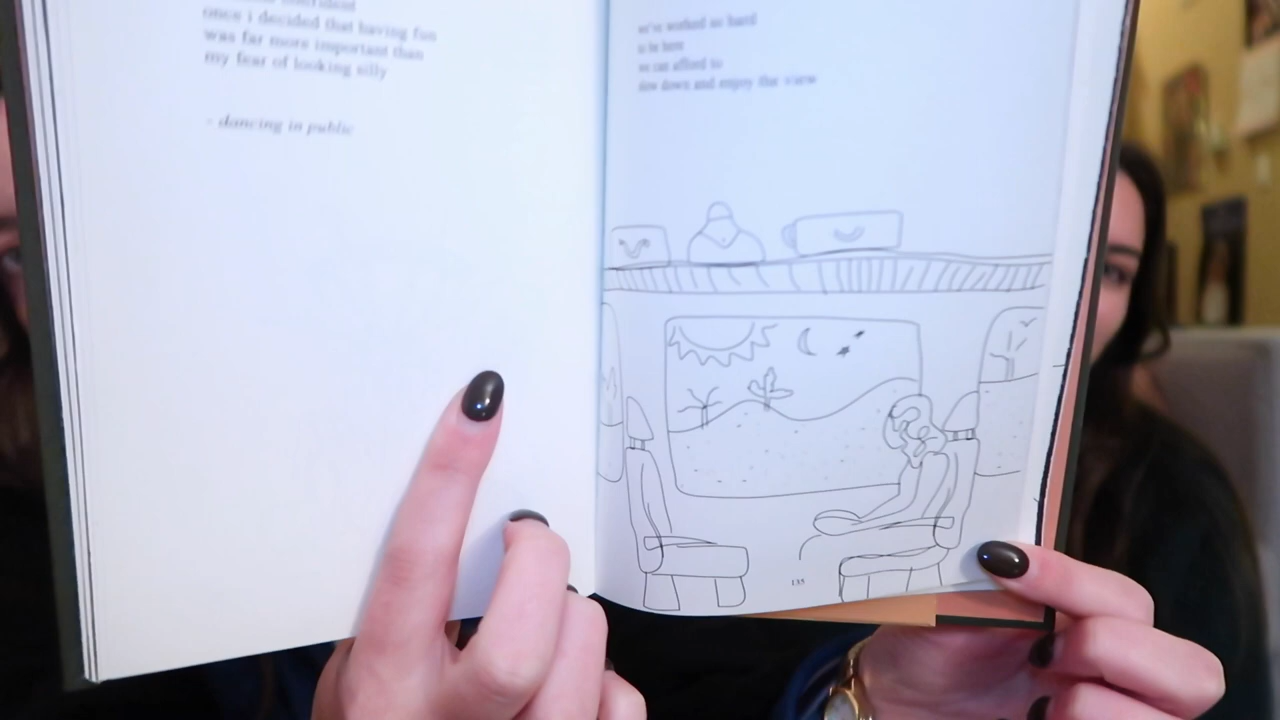 once i decided that having fun
was far more important than
my fear of looking silly
- dancing in public
we've worked so hard
to be here
we can afford to
slow down and enjoy the view
135